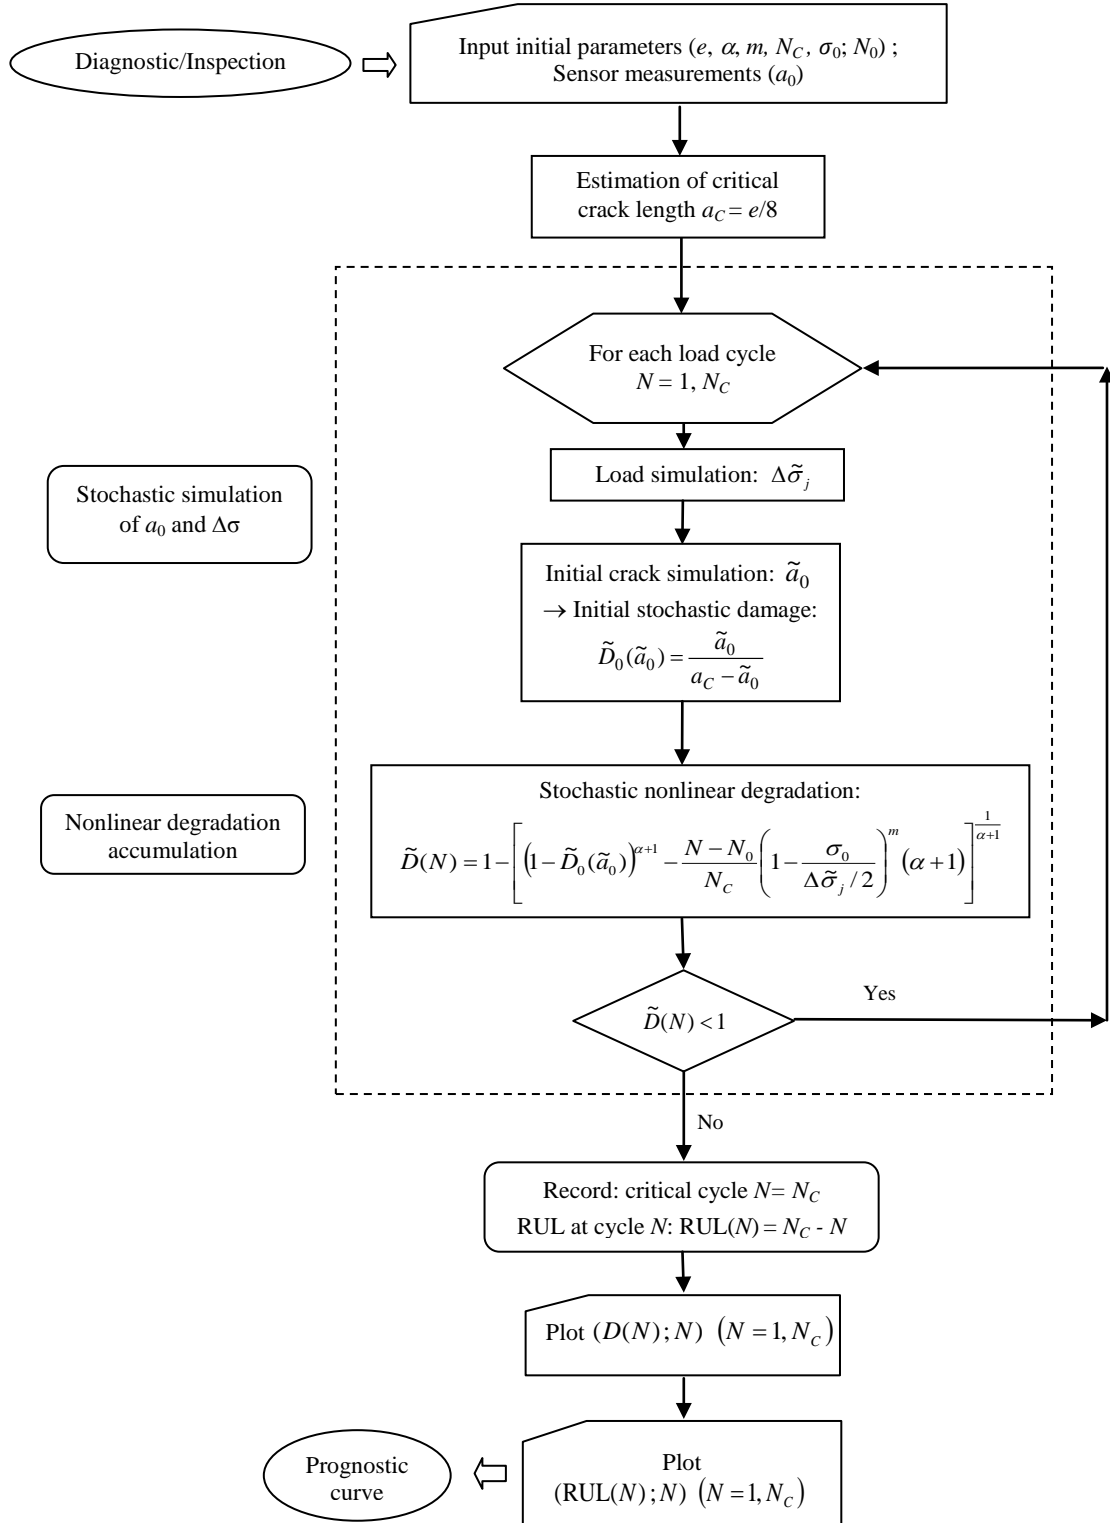 Diagnostic/Inspection
Input initial parameters (e, α, m, N_C, σ_0; N_0) ;
Sensor measurements (a_0)
Estimation of critical
crack length a_C = e/8
For each load cycle
N = 1, N_C
Load simulation: Δσ̃_j
Stochastic simulation
of a_0 and Δσ
Initial crack simulation: ã_0
→ Initial stochastic damage:
D̃_0(ã_0) = ã_0 / (a_C − ã_0)
Stochastic nonlinear degradation:
D̃(N) = 1 − [ (1 − D̃_0(ã_0))^{α+1} − \frac{N − N_0}{N_C} (1 − \frac{σ_0}{Δσ̃_j / 2})^m (α + 1) ]^{\frac{1}{α+1}}
Nonlinear degradation
accumulation
D̃(N) < 1
Yes
No
Record: critical cycle N= N_C
RUL at cycle N: RUL(N) = N_C - N
Plot (D(N); N) (N = 1, N_C)
Plot
(RUL(N); N) (N = 1, N_C)
Prognostic
curve